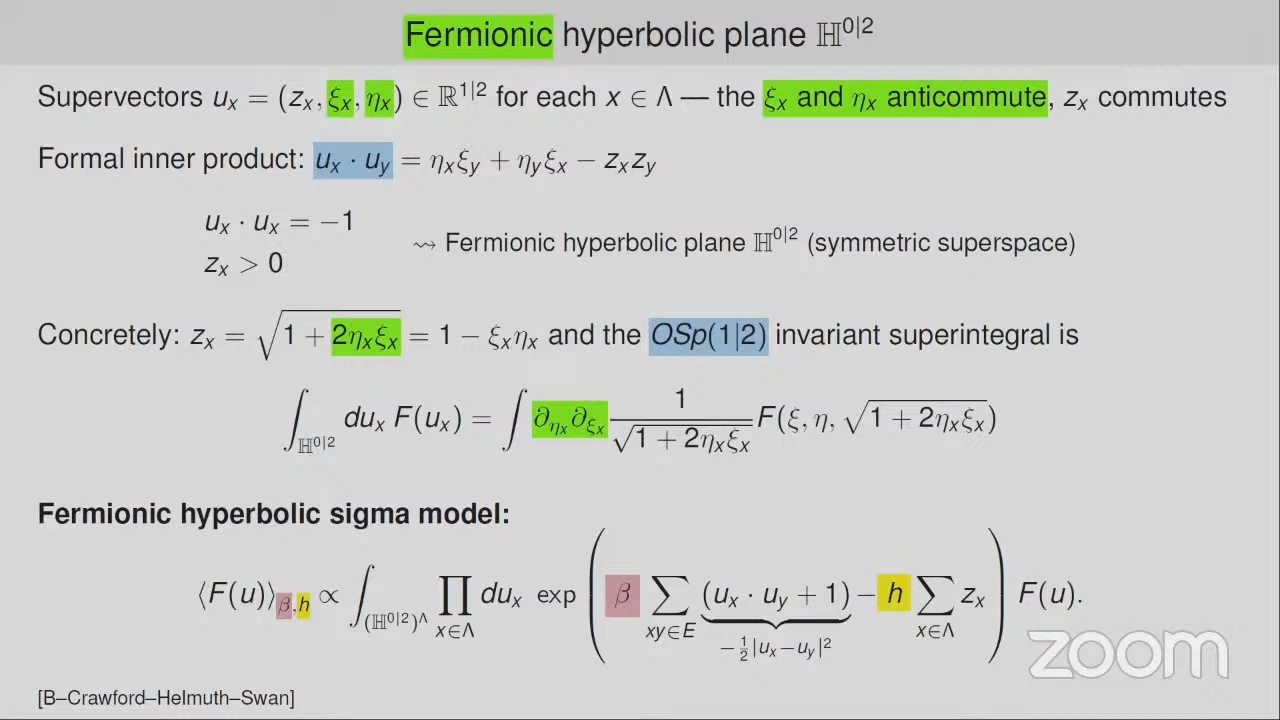 Fermionic hyperbolic plane ℍ^{0|2}
Supervectors u_x = (z_x, ξ_x, η_x) ∈ ℝ^{1|2} for each x ∈ Λ — the ξ_x and η_x anticommute, z_x commutes
Formal inner product: u_x · u_y = η_xξ_y + η_yξ_x − z_xz_y
u_x · u_x = −1
z_x > 0
⇝ Fermionic hyperbolic plane ℍ^{0|2} (symmetric superspace)
Concretely: z_x = √(1 + 2η_xξ_x) = 1 − ξ_xη_x and the OSp(1|2) invariant superintegral is
∫_{ℍ^{0|2}} du_x F(u_x) = ∫ ∂_{η_x}∂_{ξ_x} 1/√(1 + 2η_xξ_x) F(ξ, η, √(1 + 2η_xξ_x))
Fermionic hyperbolic sigma model:
⟨F(u)⟩_{β,h} ∝ ∫_{(ℍ^{0|2})^Λ} ∏_{x∈Λ} du_x exp ( β ∑_{xy∈E} (u_x · u_y + 1) − h ∑_{x∈Λ} z_x ) F(u).
−½|u_x−u_y|²
zoom
[B–Crawford–Helmuth–Swan]